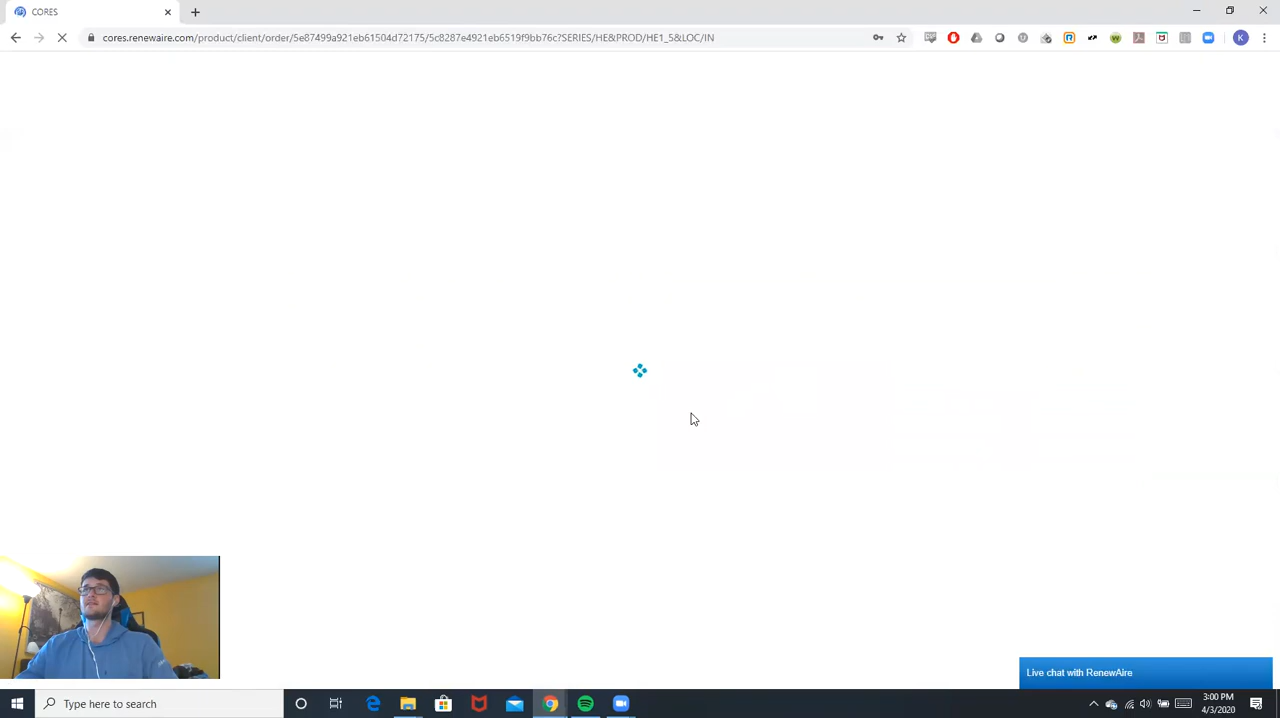 CORES
cores.renewaire.com/product/client/order/5e87499a921eb61504d72175/5c8287e4921eb6519f9bb76c?SERIES/HE&PROD/HE1_5&LOC/IN
K
Live chat with RenewAire
Type here to search
3:00 PM
4/3/2020